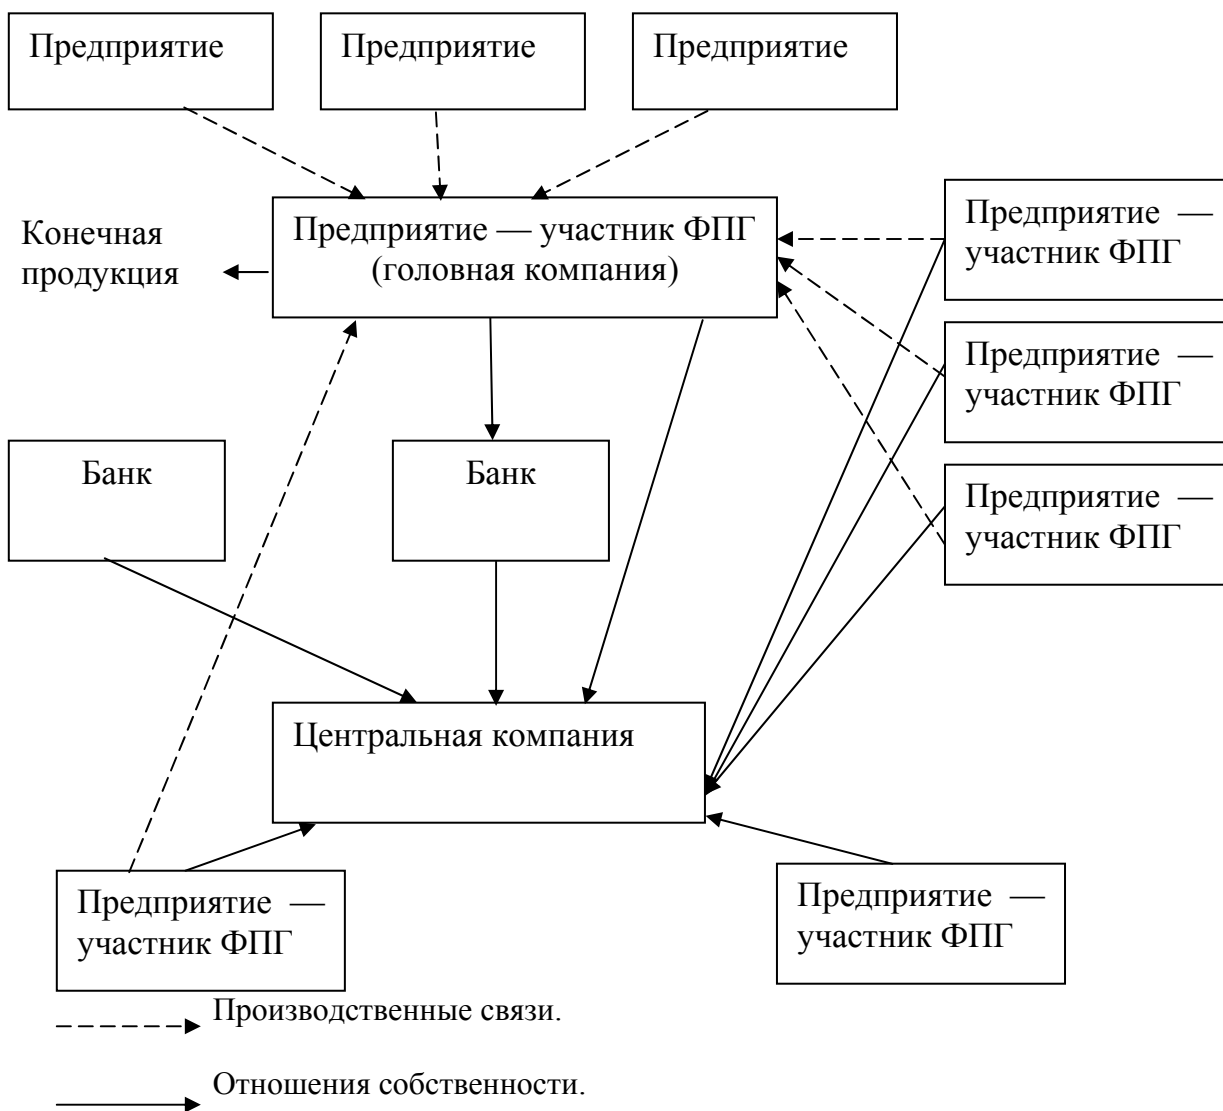 Предприятие
Предприятие
Предприятие
Предприятие — участник ФПГ
(головная компания)
Конечная
продукция
Предприятие —
участник ФПГ
Предприятие —
участник ФПГ
Предприятие —
участник ФПГ
Банк
Банк
Центральная компания
Предприятие —
участник ФПГ
Предприятие —
участник ФПГ
Производственные связи.
Отношения собственности.